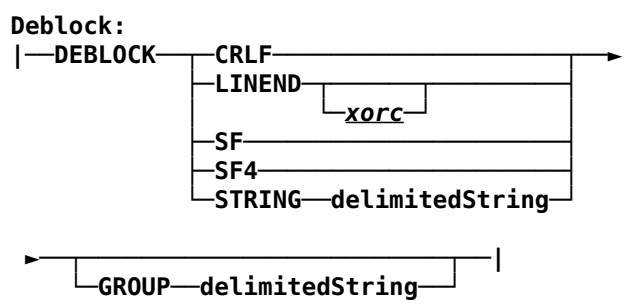 Deblock:
DEBLOCK CRLF
LINEND
xorc
SF
SF4
STRING delimitedString
GROUP delimitedString